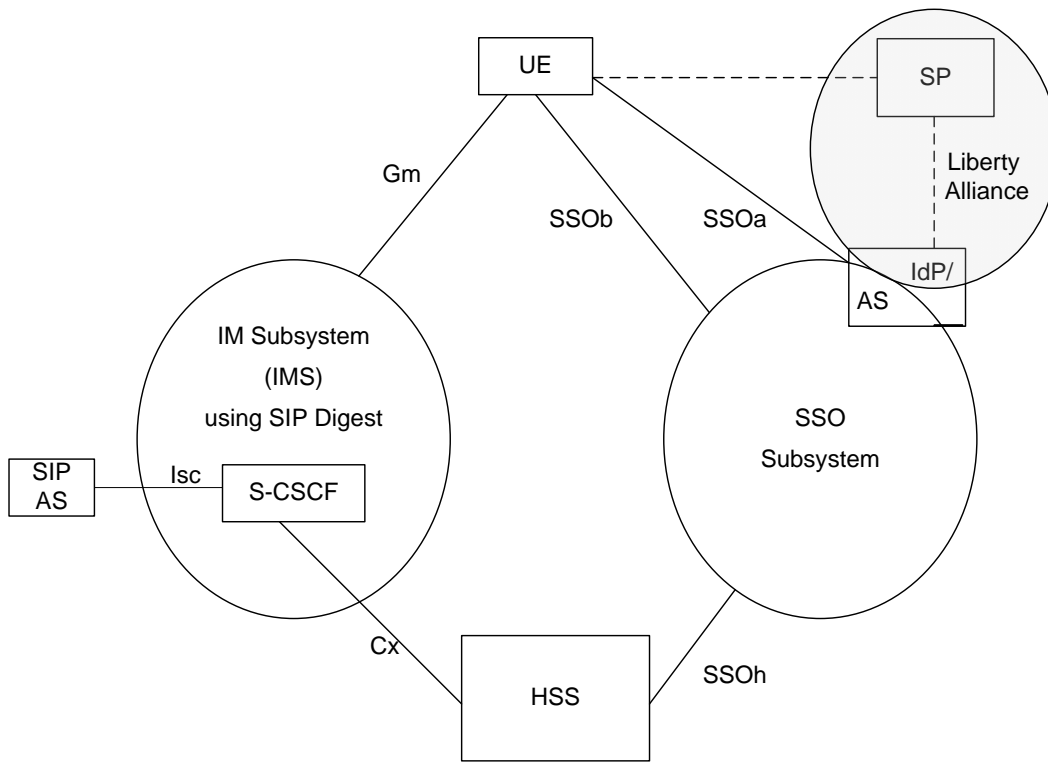 UE
SP
Liberty
Alliance
Gm
SSOb
SSOa
IdP/
AS
IM Subsystem
(IMS)
using SIP Digest
SSO
Subsystem
SIP
AS
Isc
S-CSCF
Cx
HSS
SSOh